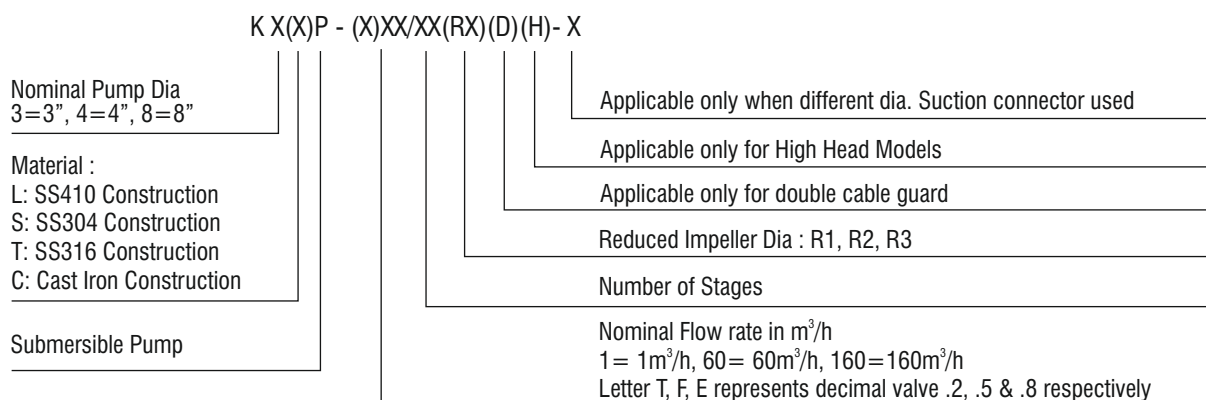 K X(X)P - (X)XX/XX(RX)(D)(H)- X
Nominal Pump Dia
3=3”, 4=4”, 8=8”
Material :
L: SS410 Construction
S: SS304 Construction
T: SS316 Construction
C: Cast Iron Construction
Submersible Pump
Applicable only when different dia. Suction connector used
Applicable only for High Head Models
Applicable only for double cable guard
Reduced Impeller Dia : R1, R2, R3
Number of Stages
Nominal Flow rate in m³/h
1= 1m³/h, 60= 60m³/h, 160=160m³/h
Letter T, F, E represents decimal valve .2, .5 & .8 respectively